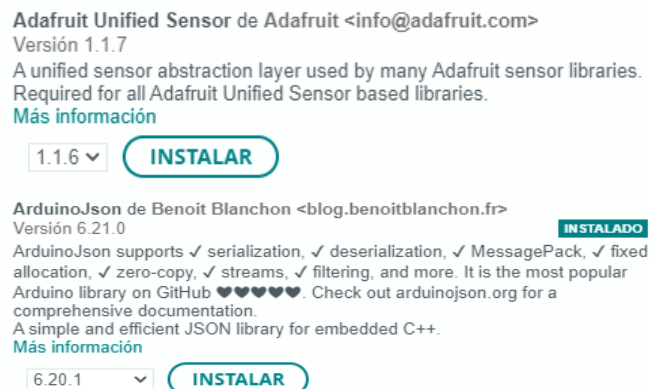 Adafruit Unified Sensor de Adafruit <info@adafruit.com>
Versión 1.1.7
A unified sensor abstraction layer used by many Adafruit sensor libraries.
Required for all Adafruit Unified Sensor based libraries.
Más información
1.1.6 INSTALAR
ArduinoJson de Benoit Blanchon <blog.benoitblanchon.fr>
Versión 6.21.0 INSTALADO
ArduinoJson supports ✓ serialization, ✓ deserialization, ✓ MessagePack, ✓ fixed
allocation, ✓ zero-copy, ✓ streams, ✓ filtering, and more. It is the most popular
Arduino library on GitHub ♥♥♥♥♥. Check out arduinojson.org for a
comprehensive documentation.
A simple and efficient JSON library for embedded C++.
Más información
6.20.1 INSTALAR